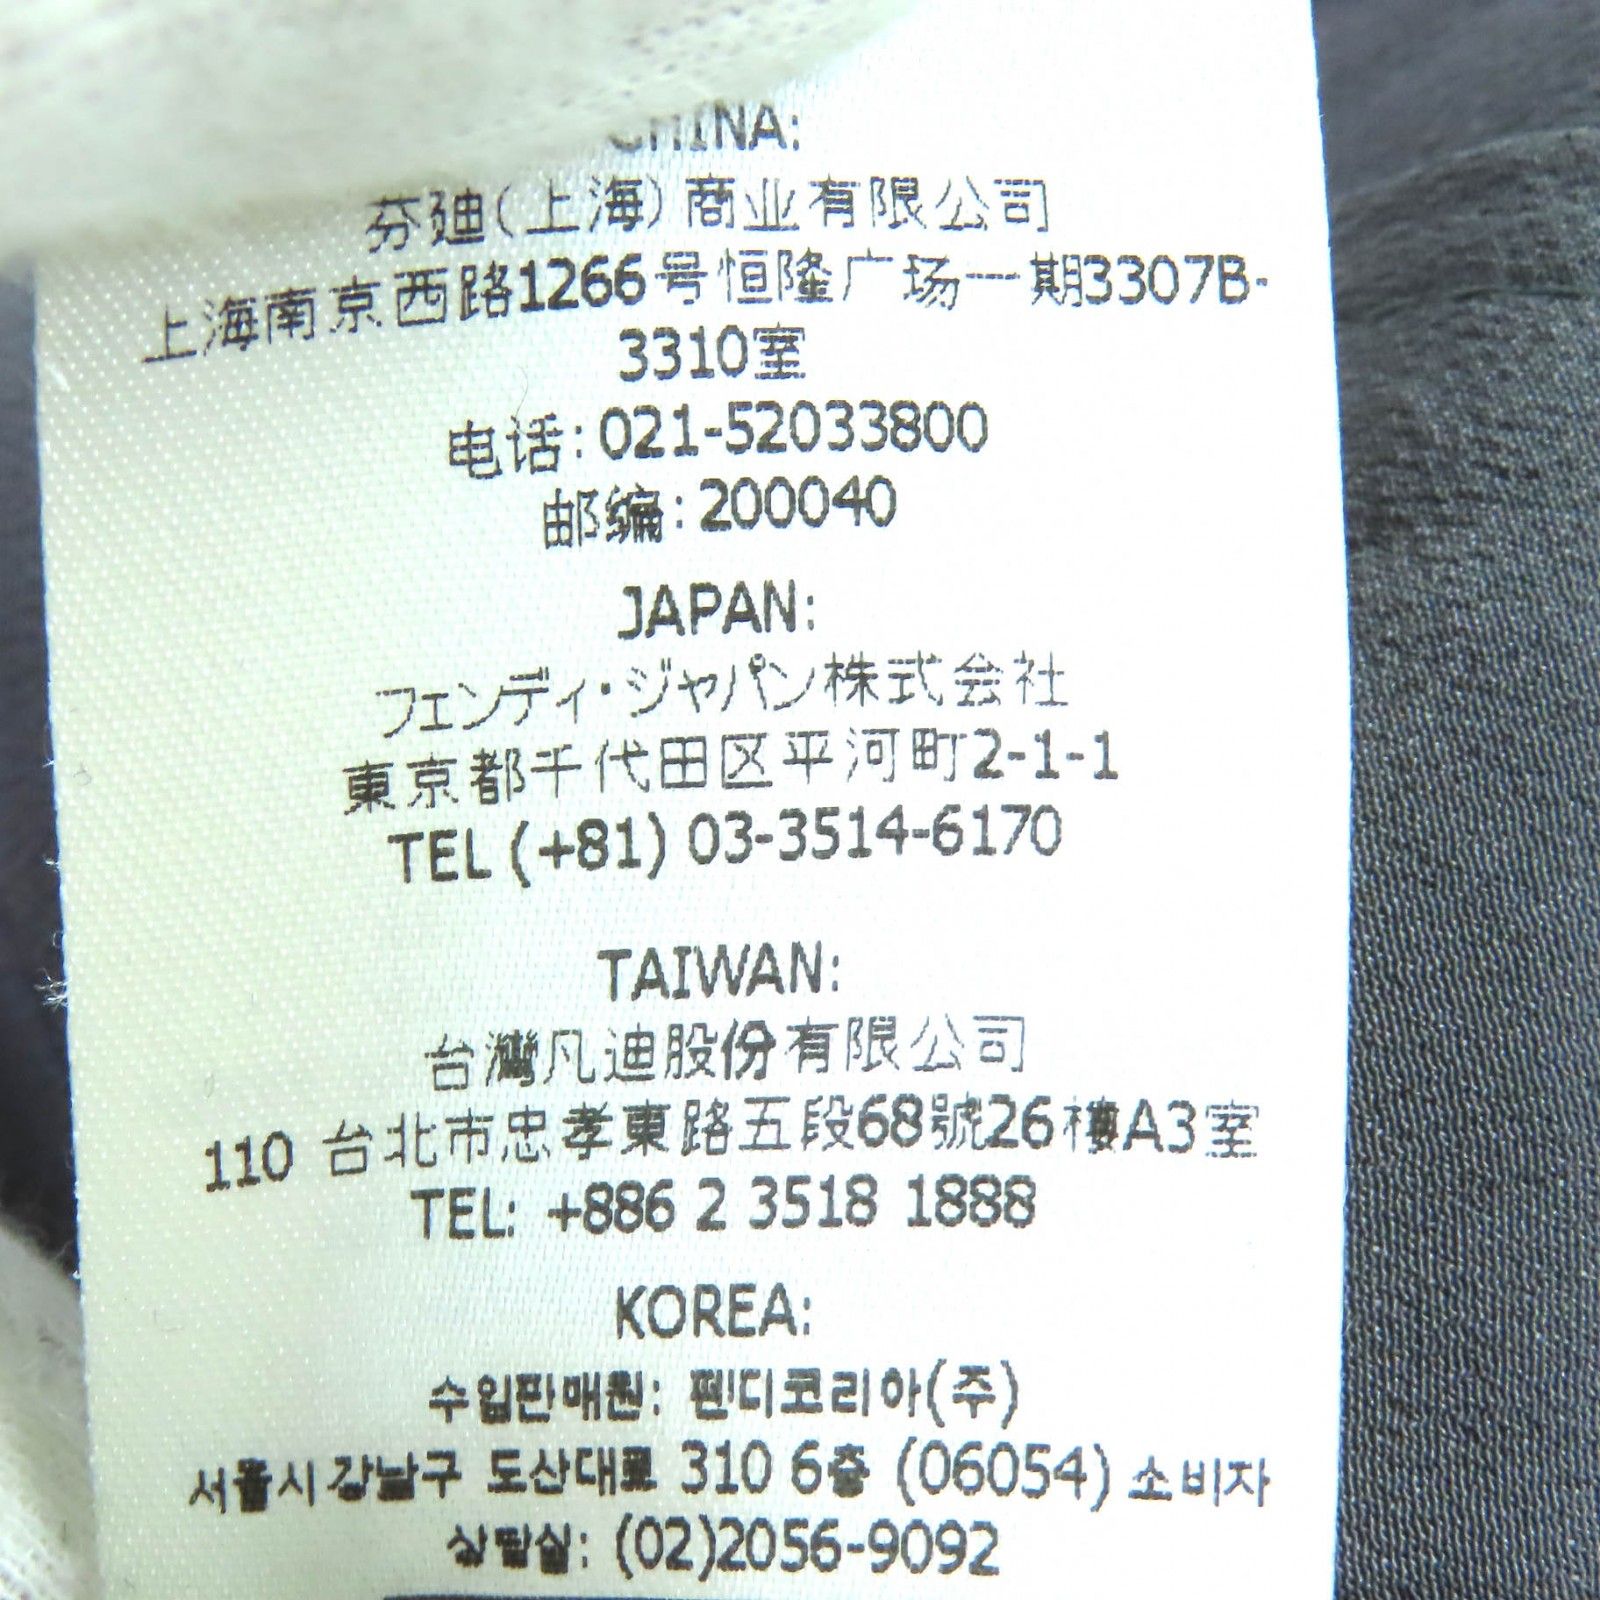 CHINA:
芬迪(上海)商业有限公司
上海南京西路1266号恒隆广场一期3307B-
3310室
电话:021-52033800
邮编:200040
JAPAN:
フェンディ・ジャパン株式会社
東京都千代田区平河町2-1-1
TEL (+81) 03-3514-6170
TAIWAN:
台灣凡迪股份有限公司
110 台北市忠孝東路五段68號26樓A3室
TEL: +886 2 3518 1888
KOREA:
수입판매원: 펜디코리아(주)
서울시강남구 도산대로 310 6층 (06054) 소비자
상담실: (02)2056-9092